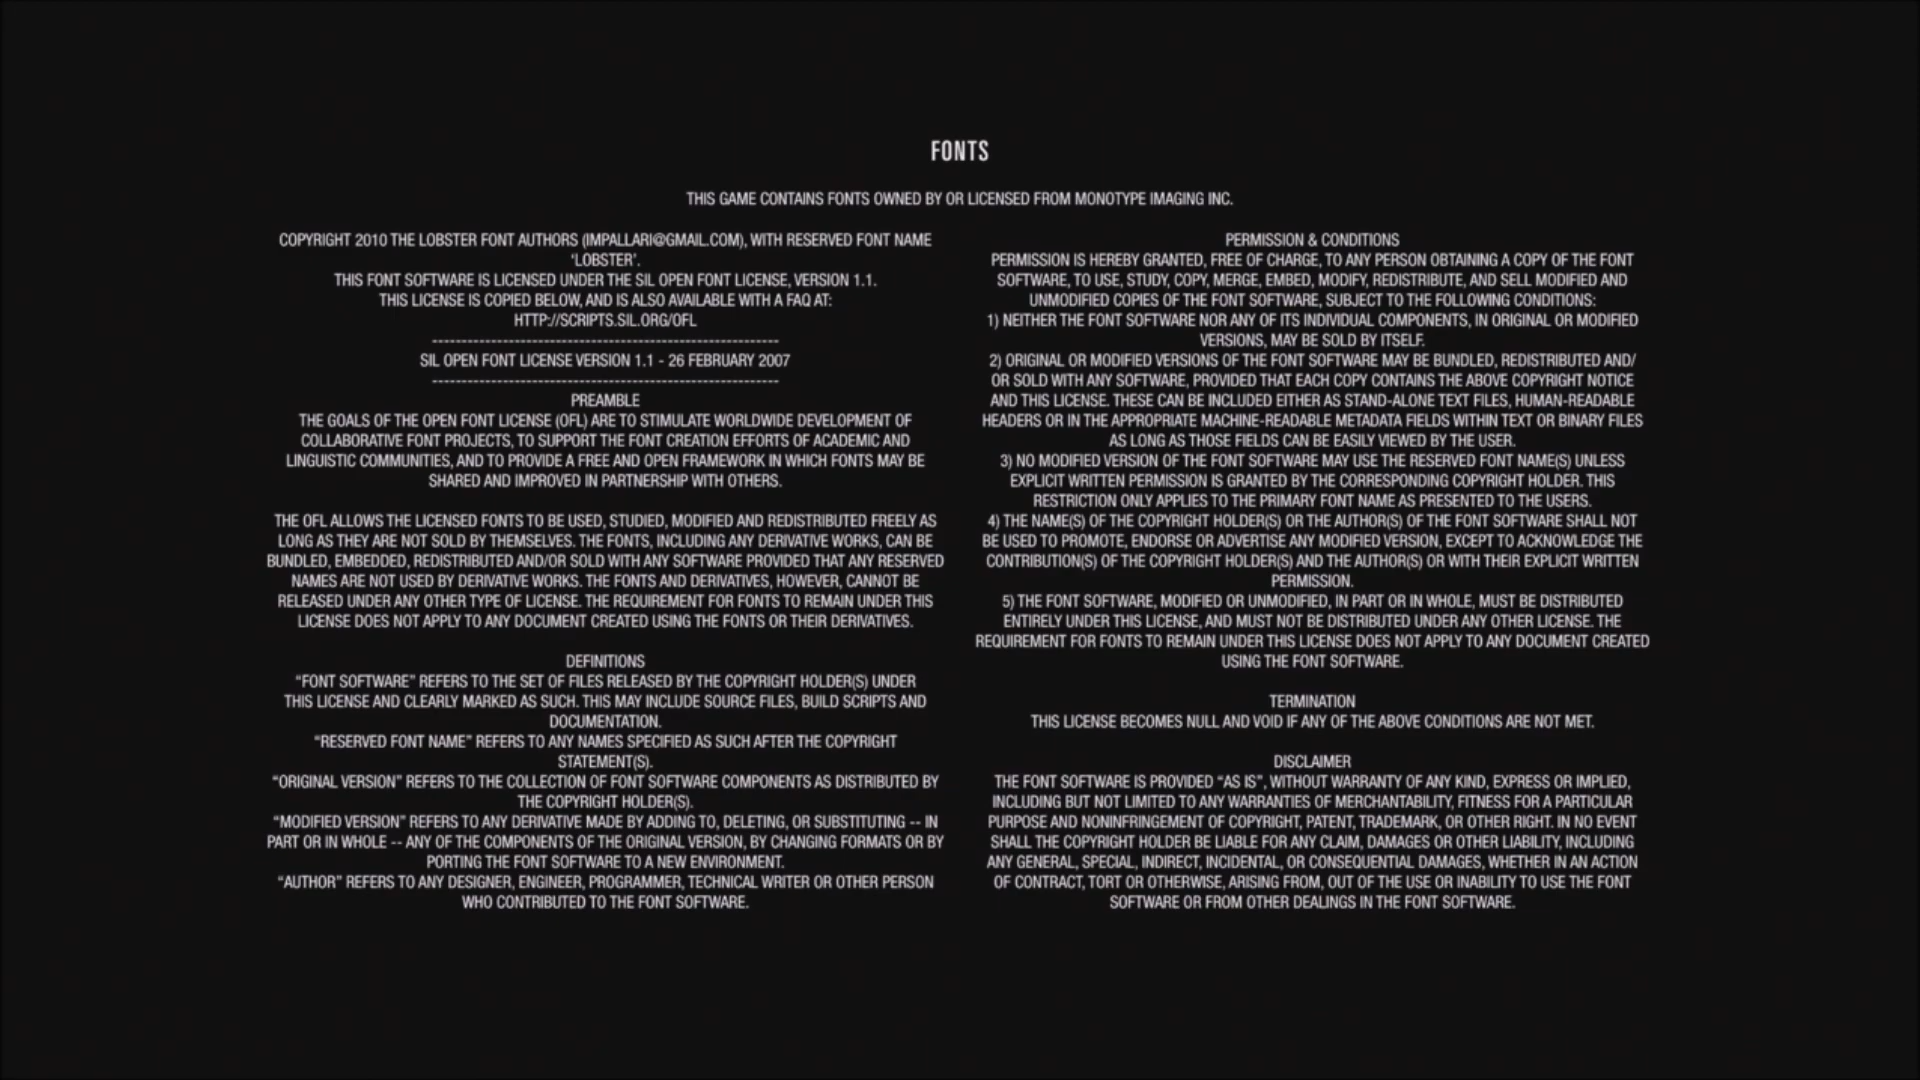 FONTS
THIS GAME CONTAINS FONTS OWNED BY OR LICENSED FROM MONOTYPE IMAGING INC.
COPYRIGHT 2010 THE LOBSTER FONT AUTHORS (IMPALLARI@GMAIL.COM), WITH RESERVED FONT NAME
'LOBSTER'.
THIS FONT SOFTWARE IS LICENSED UNDER THE SIL OPEN FONT LICENSE, VERSION 1.1.
THIS LICENSE IS COPIED BELOW, AND IS ALSO AVAILABLE WITH A FAQ AT:
HTTP://SCRIPTS.SIL.ORG/OFL
-----------------------------------------------------------
SIL OPEN FONT LICENSE VERSION 1.1 - 26 FEBRUARY 2007
-----------------------------------------------------------
PREAMBLE
THE GOALS OF THE OPEN FONT LICENSE (OFL) ARE TO STIMULATE WORLDWIDE DEVELOPMENT OF
COLLABORATIVE FONT PROJECTS, TO SUPPORT THE FONT CREATION EFFORTS OF ACADEMIC AND
LINGUISTIC COMMUNITIES, AND TO PROVIDE A FREE AND OPEN FRAMEWORK IN WHICH FONTS MAY BE
SHARED AND IMPROVED IN PARTNERSHIP WITH OTHERS.
THE OFL ALLOWS THE LICENSED FONTS TO BE USED, STUDIED, MODIFIED AND REDISTRIBUTED FREELY AS
LONG AS THEY ARE NOT SOLD BY THEMSELVES. THE FONTS, INCLUDING ANY DERIVATIVE WORKS, CAN BE
BUNDLED, EMBEDDED, REDISTRIBUTED AND/OR SOLD WITH ANY SOFTWARE PROVIDED THAT ANY RESERVED
NAMES ARE NOT USED BY DERIVATIVE WORKS. THE FONTS AND DERIVATIVES, HOWEVER, CANNOT BE
RELEASED UNDER ANY OTHER TYPE OF LICENSE. THE REQUIREMENT FOR FONTS TO REMAIN UNDER THIS
LICENSE DOES NOT APPLY TO ANY DOCUMENT CREATED USING THE FONTS OR THEIR DERIVATIVES.
DEFINITIONS
“FONT SOFTWARE” REFERS TO THE SET OF FILES RELEASED BY THE COPYRIGHT HOLDER(S) UNDER
THIS LICENSE AND CLEARLY MARKED AS SUCH. THIS MAY INCLUDE SOURCE FILES, BUILD SCRIPTS AND
DOCUMENTATION.
“RESERVED FONT NAME” REFERS TO ANY NAMES SPECIFIED AS SUCH AFTER THE COPYRIGHT
STATEMENT(S).
“ORIGINAL VERSION” REFERS TO THE COLLECTION OF FONT SOFTWARE COMPONENTS AS DISTRIBUTED BY
THE COPYRIGHT HOLDER(S).
“MODIFIED VERSION” REFERS TO ANY DERIVATIVE MADE BY ADDING TO, DELETING, OR SUBSTITUTING -- IN
PART OR IN WHOLE -- ANY OF THE COMPONENTS OF THE ORIGINAL VERSION, BY CHANGING FORMATS OR BY
PORTING THE FONT SOFTWARE TO A NEW ENVIRONMENT.
“AUTHOR” REFERS TO ANY DESIGNER, ENGINEER, PROGRAMMER, TECHNICAL WRITER OR OTHER PERSON
WHO CONTRIBUTED TO THE FONT SOFTWARE.
PERMISSION & CONDITIONS
PERMISSION IS HEREBY GRANTED, FREE OF CHARGE, TO ANY PERSON OBTAINING A COPY OF THE FONT
SOFTWARE, TO USE, STUDY, COPY, MERGE, EMBED, MODIFY, REDISTRIBUTE, AND SELL MODIFIED AND
UNMODIFIED COPIES OF THE FONT SOFTWARE, SUBJECT TO THE FOLLOWING CONDITIONS:
1) NEITHER THE FONT SOFTWARE NOR ANY OF ITS INDIVIDUAL COMPONENTS, IN ORIGINAL OR MODIFIED
VERSIONS, MAY BE SOLD BY ITSELF.
2) ORIGINAL OR MODIFIED VERSIONS OF THE FONT SOFTWARE MAY BE BUNDLED, REDISTRIBUTED AND/
OR SOLD WITH ANY SOFTWARE, PROVIDED THAT EACH COPY CONTAINS THE ABOVE COPYRIGHT NOTICE
AND THIS LICENSE. THESE CAN BE INCLUDED EITHER AS STAND-ALONE TEXT FILES, HUMAN-READABLE
HEADERS OR IN THE APPROPRIATE MACHINE-READABLE METADATA FIELDS WITHIN TEXT OR BINARY FILES
AS LONG AS THOSE FIELDS CAN BE EASILY VIEWED BY THE USER.
3) NO MODIFIED VERSION OF THE FONT SOFTWARE MAY USE THE RESERVED FONT NAME(S) UNLESS
EXPLICIT WRITTEN PERMISSION IS GRANTED BY THE CORRESPONDING COPYRIGHT HOLDER. THIS
RESTRICTION ONLY APPLIES TO THE PRIMARY FONT NAME AS PRESENTED TO THE USERS.
4) THE NAME(S) OF THE COPYRIGHT HOLDER(S) OR THE AUTHOR(S) OF THE FONT SOFTWARE SHALL NOT
BE USED TO PROMOTE, ENDORSE OR ADVERTISE ANY MODIFIED VERSION, EXCEPT TO ACKNOWLEDGE THE
CONTRIBUTION(S) OF THE COPYRIGHT HOLDER(S) AND THE AUTHOR(S) OR WITH THEIR EXPLICIT WRITTEN
PERMISSION.
5) THE FONT SOFTWARE, MODIFIED OR UNMODIFIED, IN PART OR IN WHOLE, MUST BE DISTRIBUTED
ENTIRELY UNDER THIS LICENSE, AND MUST NOT BE DISTRIBUTED UNDER ANY OTHER LICENSE. THE
REQUIREMENT FOR FONTS TO REMAIN UNDER THIS LICENSE DOES NOT APPLY TO ANY DOCUMENT CREATED
USING THE FONT SOFTWARE.
TERMINATION
THIS LICENSE BECOMES NULL AND VOID IF ANY OF THE ABOVE CONDITIONS ARE NOT MET.
DISCLAIMER
THE FONT SOFTWARE IS PROVIDED “AS IS”, WITHOUT WARRANTY OF ANY KIND, EXPRESS OR IMPLIED,
INCLUDING BUT NOT LIMITED TO ANY WARRANTIES OF MERCHANTABILITY, FITNESS FOR A PARTICULAR
PURPOSE AND NONINFRINGEMENT OF COPYRIGHT, PATENT, TRADEMARK, OR OTHER RIGHT. IN NO EVENT
SHALL THE COPYRIGHT HOLDER BE LIABLE FOR ANY CLAIM, DAMAGES OR OTHER LIABILITY, INCLUDING
ANY GENERAL, SPECIAL, INDIRECT, INCIDENTAL, OR CONSEQUENTIAL DAMAGES, WHETHER IN AN ACTION
OF CONTRACT, TORT OR OTHERWISE, ARISING FROM, OUT OF THE USE OR INABILITY TO USE THE FONT
SOFTWARE OR FROM OTHER DEALINGS IN THE FONT SOFTWARE.